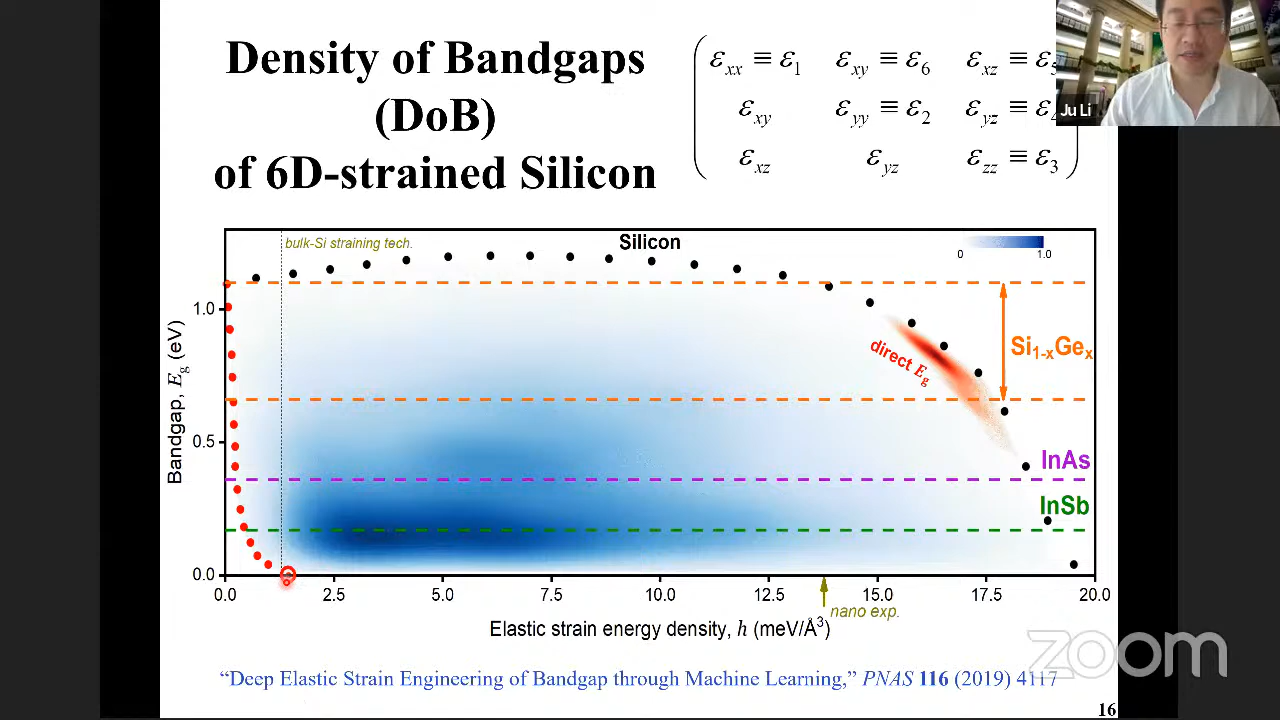 Density of Bandgaps
(DoB)
of 6D-strained Silicon
εxx ≡ ε1 εxy ≡ ε6 εxz ≡ ε5
εxy εyy ≡ ε2 εyz ≡ ε4
εxz εyz εzz ≡ ε3
Ju Li
bulk-Si straining tech.
Silicon
0 1.0
direct Eg
Si1-xGex
InAs
InSb
Bandgap, Eg (eV)
1.0
0.5
0.0
0.0 2.5 5.0 7.5 10.0 12.5 15.0 17.5 20.0
nano exp.
Elastic strain energy density, h (meV/Å3)
zoom
“Deep Elastic Strain Engineering of Bandgap through Machine Learning,” PNAS 116 (2019) 4117
16